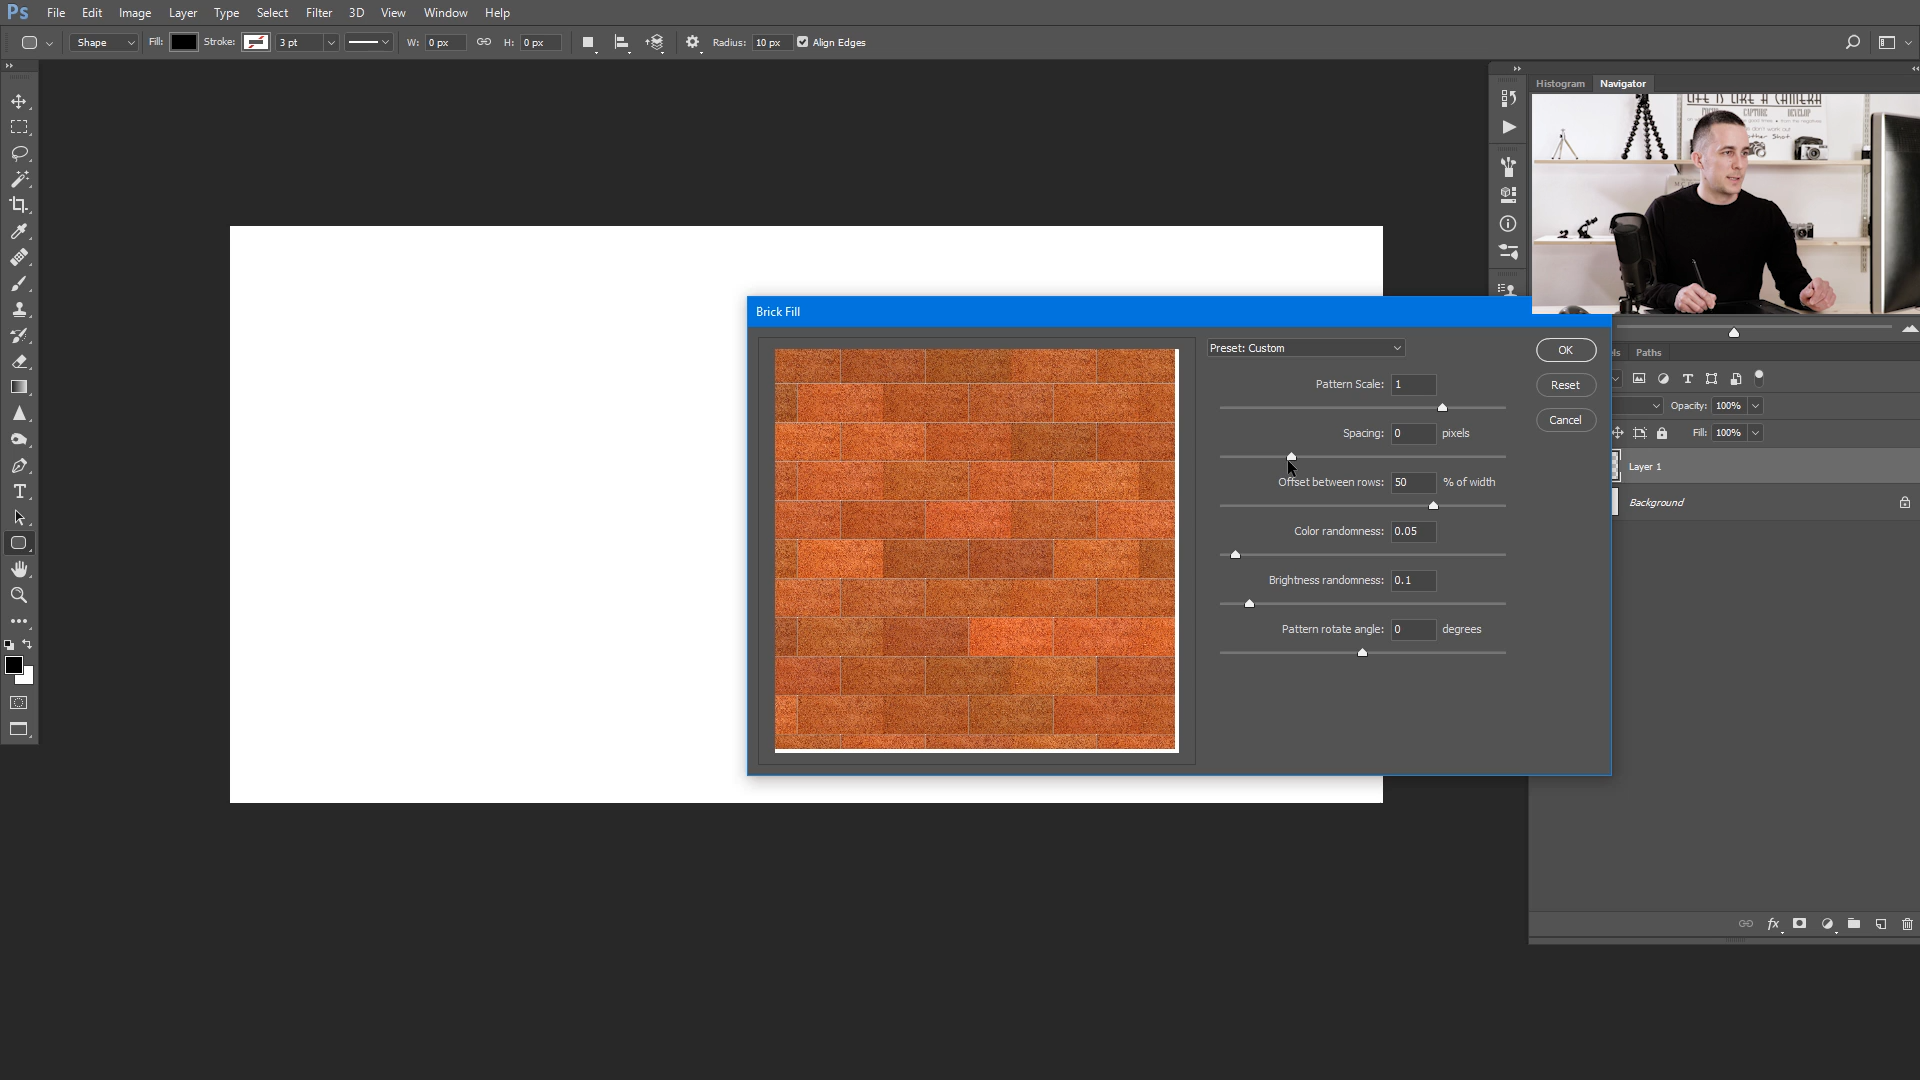 Ps File Edit Image Layer Type Select Filter 3D View Window Help
Shape Fill: Stroke: 3 pt W: 0 px H: 0 px Radius: 10 px Align Edges
Histogram Navigator
LIFE IS LIKE A CAMERA
CAPTURE DEVELOP
Brick Fill
Preset: Custom
OK
Pattern Scale: 1
Reset
Spacing: 0 pixels
Cancel
Offset between rows: 50 % of width
Color randomness: 0.05
Brightness randomness: 0.1
Pattern rotate angle: 0 degrees
Paths
Opacity: 100%
Fill: 100%
Layer 1
Background
fx